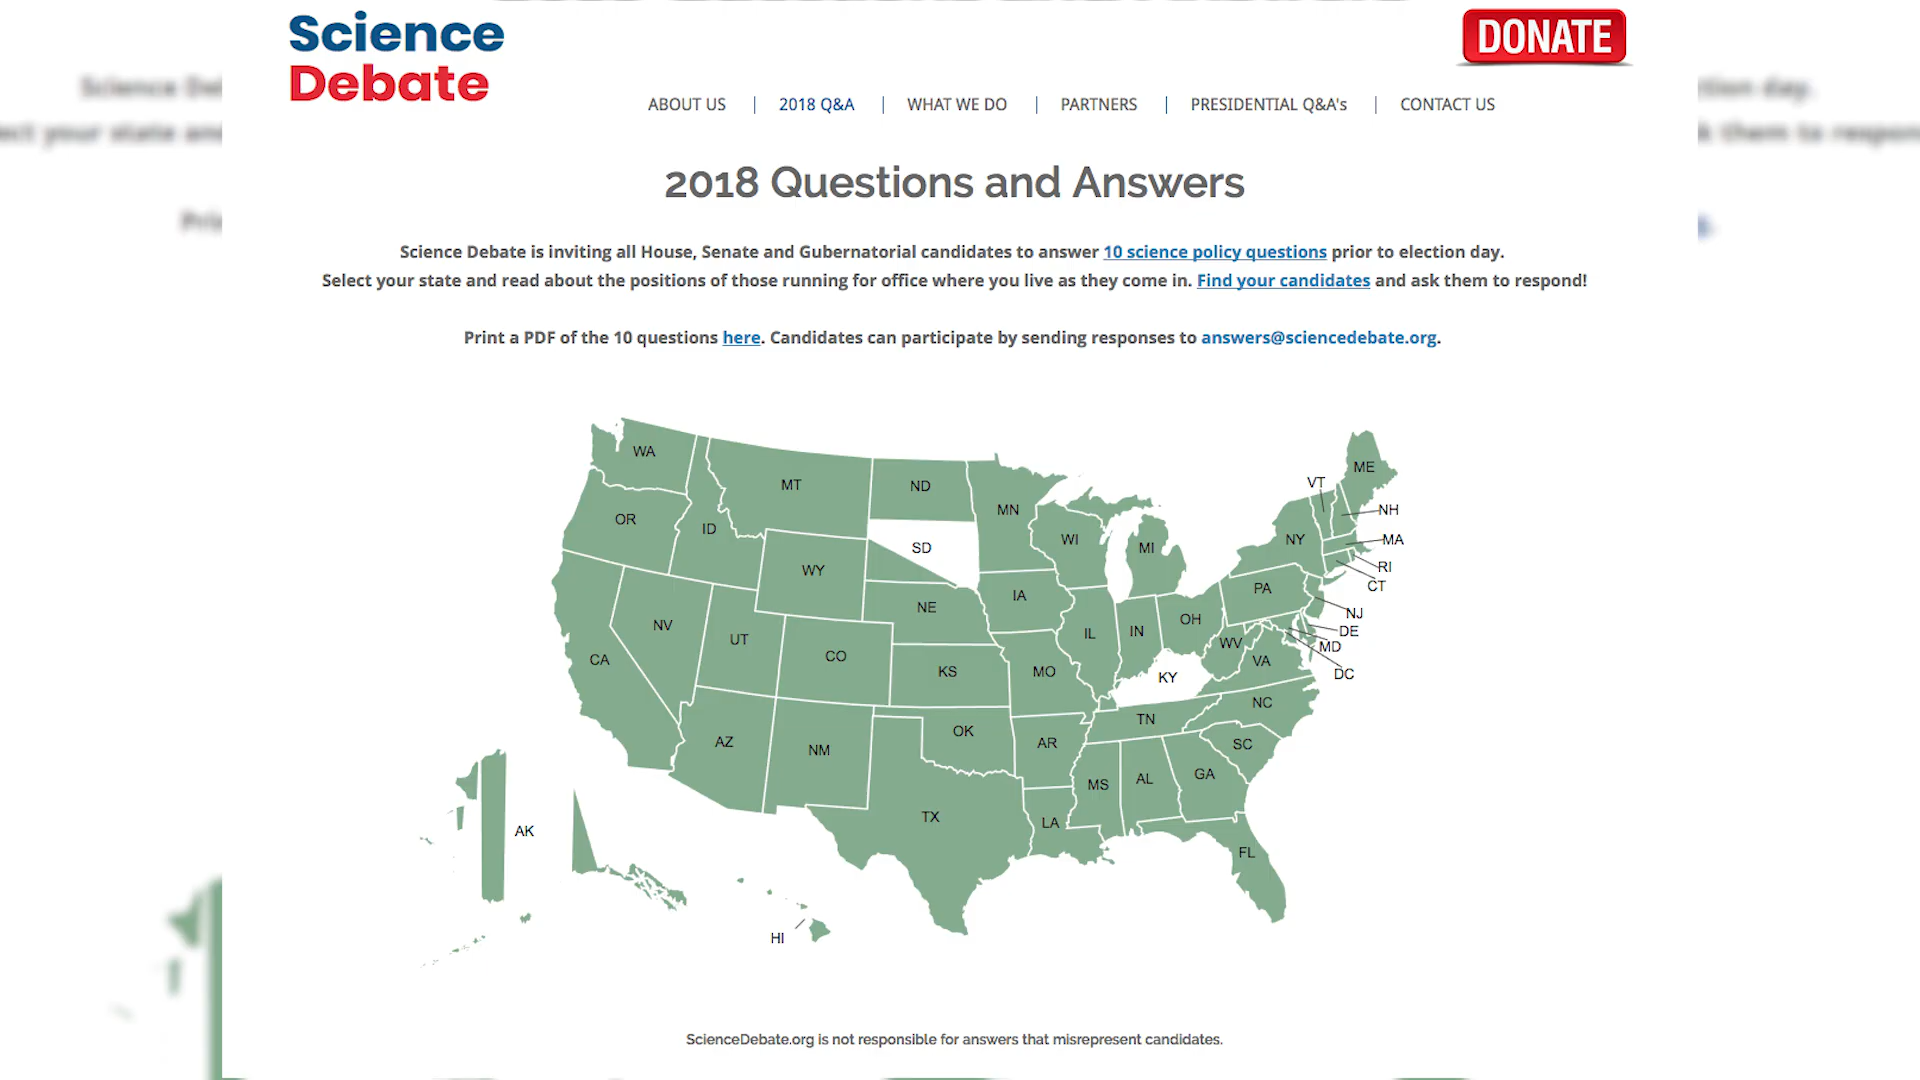 Science
Debate
DONATE
ABOUT US | 2018 Q&A | WHAT WE DO | PARTNERS | PRESIDENTIAL Q&A's | CONTACT US
2018 Questions and Answers
Science Debate is inviting all House, Senate and Gubernatorial candidates to answer 10 science policy questions prior to election day.
Select your state and read about the positions of those running for office where you live as they come in. Find your candidates and ask them to respond!
Print a PDF of the 10 questions here. Candidates can participate by sending responses to answers@sciencedebate.org.
WA
MT
ND
MN
OR
ID
SD
WI
MI
NY
VT
ME
NH
MA
RI
CT
WY
NE
IA
PA
NJ
DE
MD
DC
NV
UT
CO
CA
KS
MO
IL
IN
OH
WV
VA
KY
NC
TN
SC
AZ
NM
OK
AR
MS
AL
GA
TX
LA
FL
AK
HI
ScienceDebate.org is not responsible for answers that misrepresent candidates.